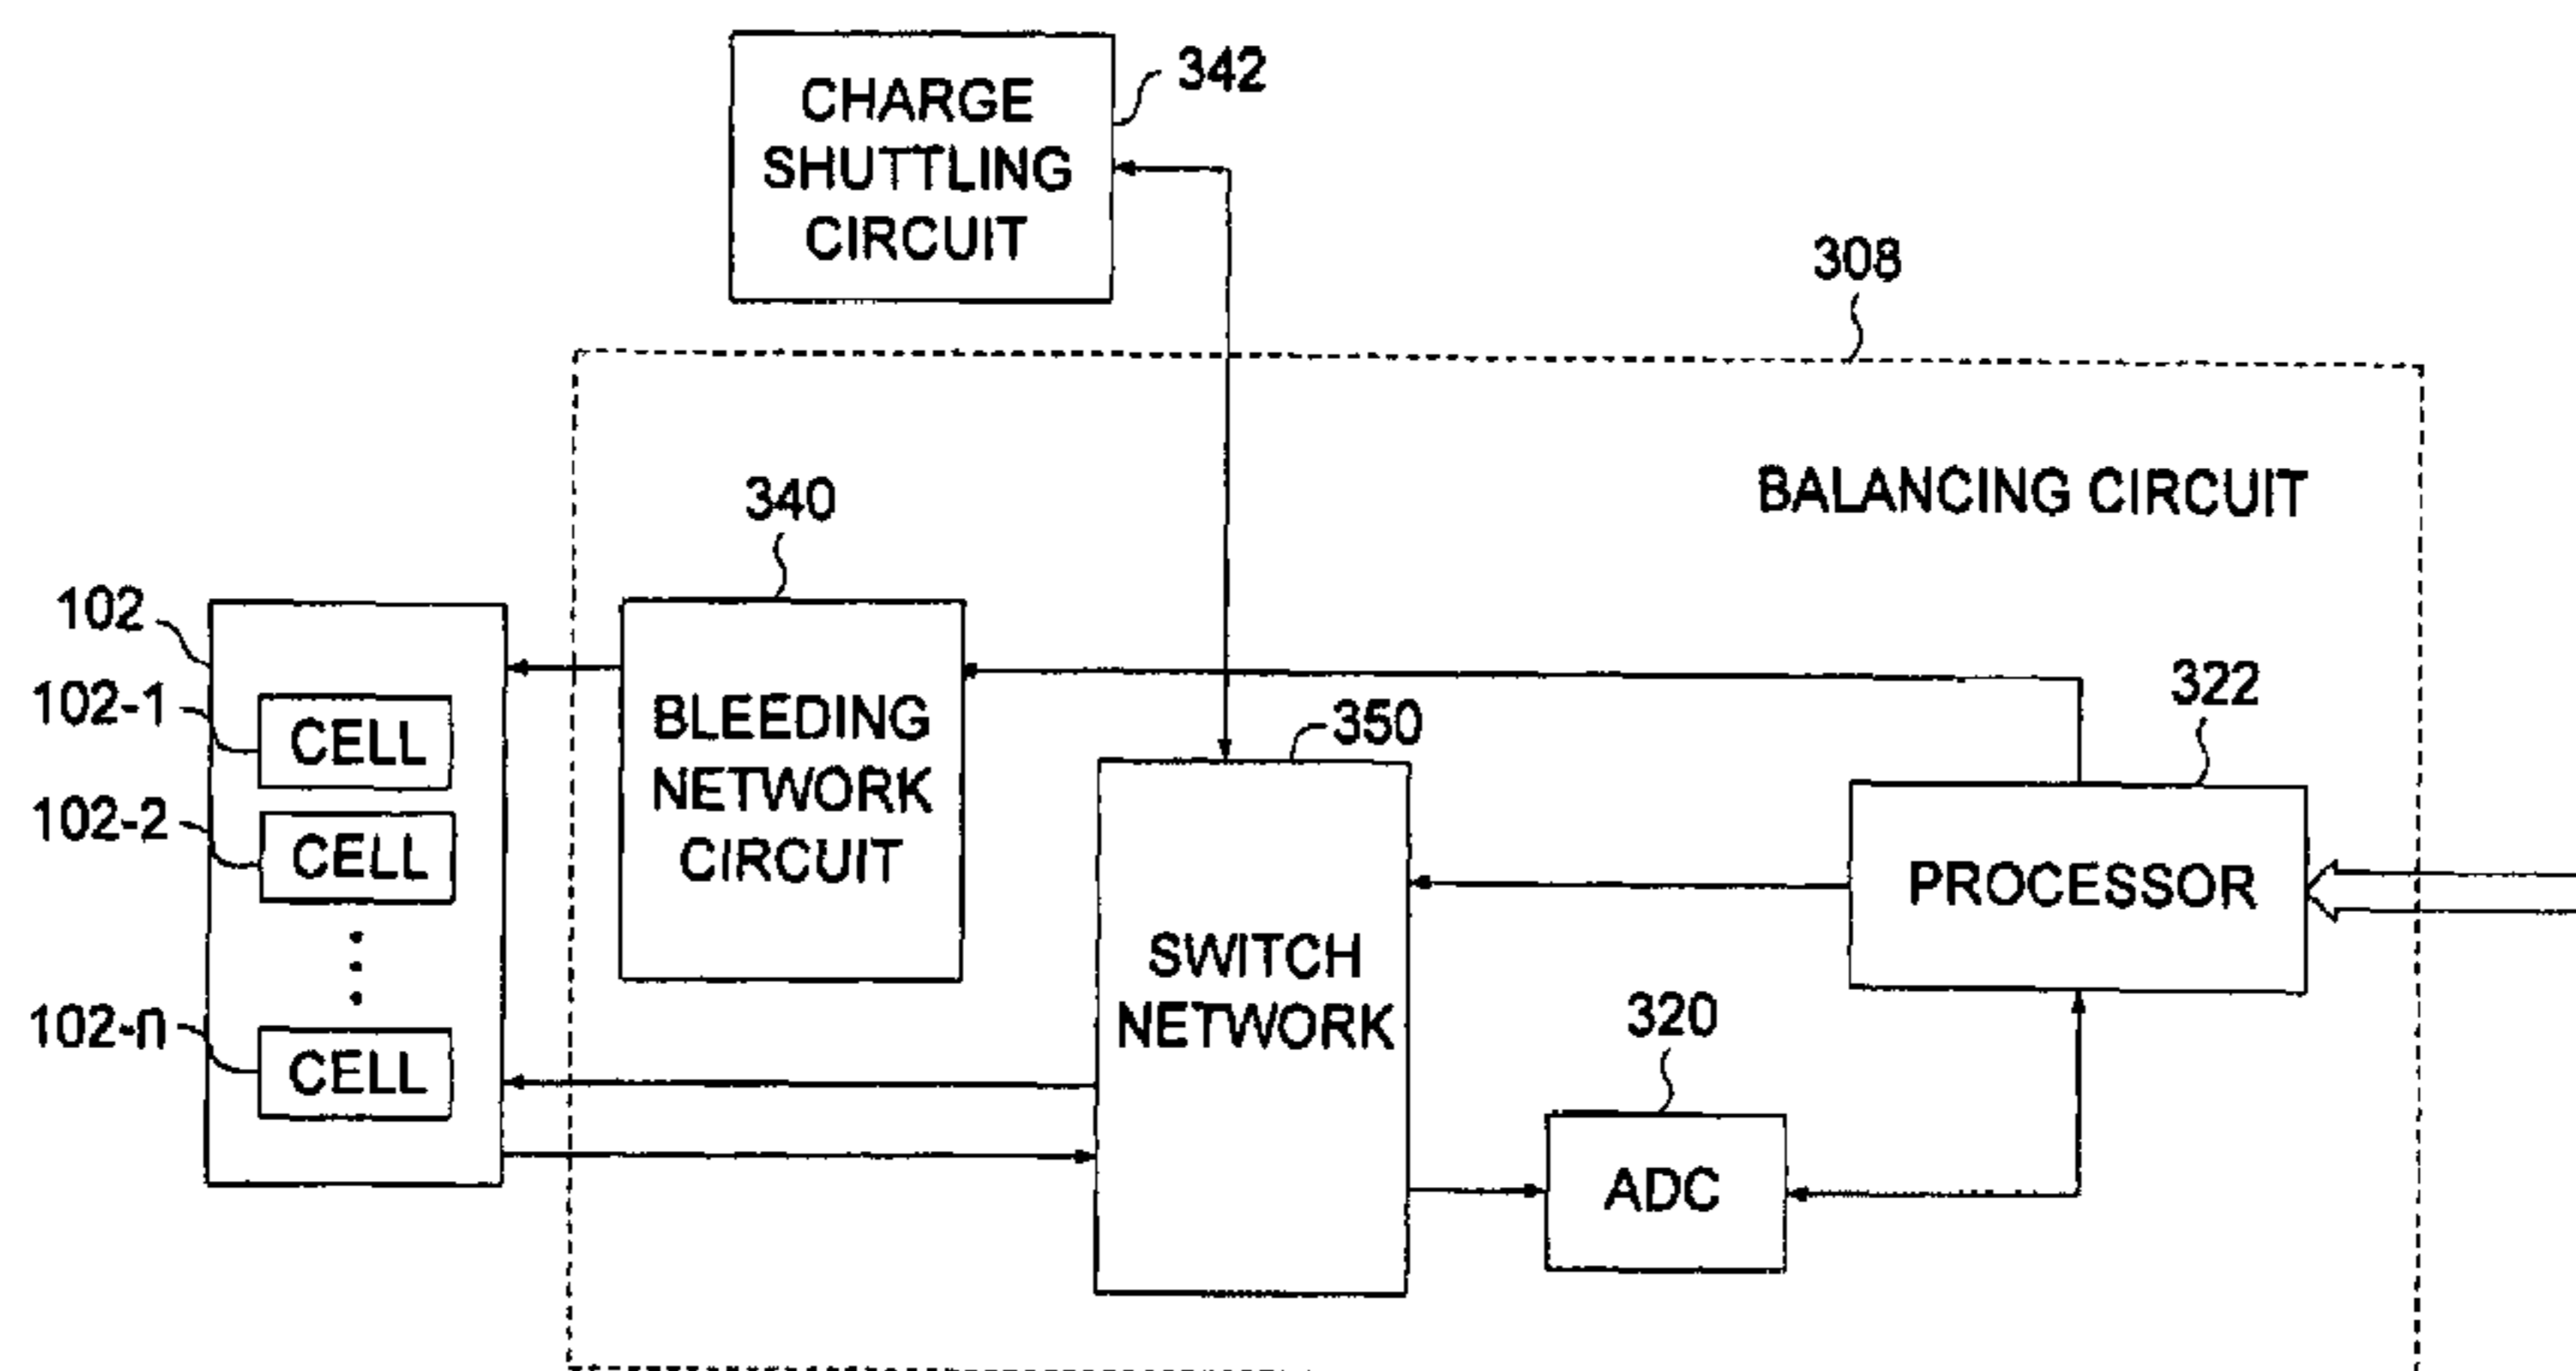 CHARGE
SHUTTLING
CIRCUIT
342
308
BALANCING CIRCUIT
340
BLEEDING
NETWORK
CIRCUIT
102
102-1
CELL
102-2
CELL
102-n
CELL
350
SWITCH
NETWORK
322
PROCESSOR
320
ADC